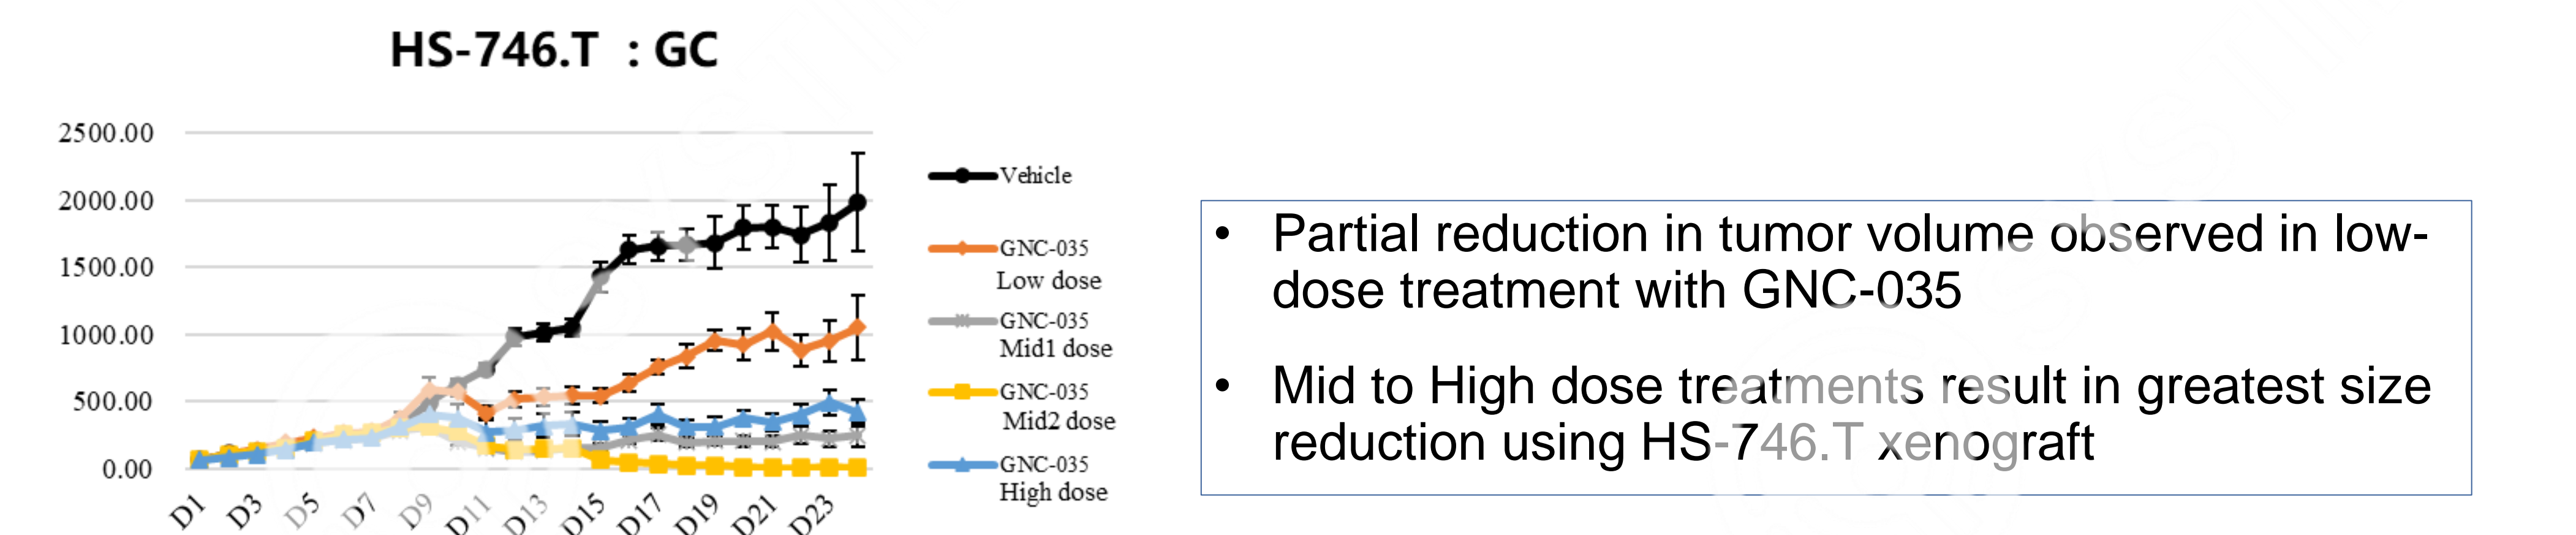 HS-746.T : GC
2500.00
2000.00
1500.00
1000.00
500.00
0.00
D1 D3 D5 D7 D9 D11 D13 D15 D17 D19 D21 D23
Vehicle
GNC-035
Low dose
GNC-035
Mid1 dose
GNC-035
Mid2 dose
GNC-035
High dose
• Partial reduction in tumor volume observed in low-
dose treatment with GNC-035
• Mid to High dose treatments result in greatest size
reduction using HS-746.T xenograft